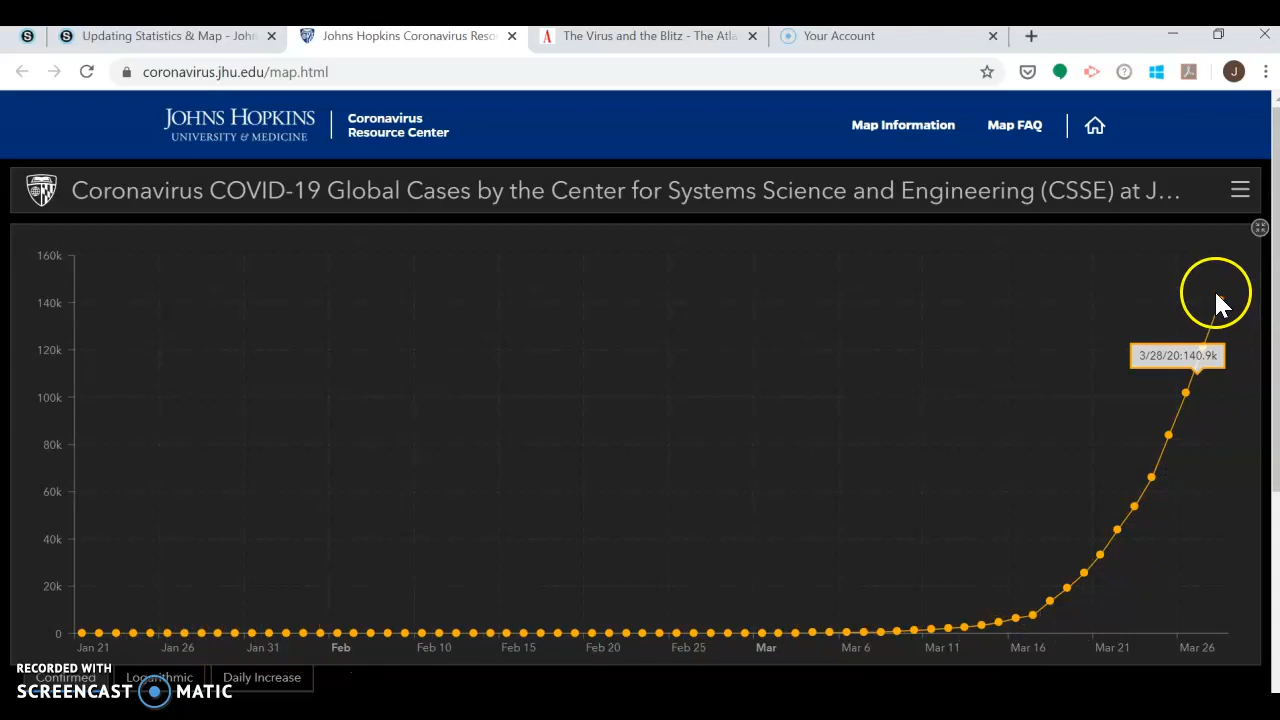 Updating Statistics & Map - John
Johns Hopkins Coronavirus Reso
The Virus and the Blitz - The Atla
Your Account
coronavirus.jhu.edu/map.html
J
JOHNS HOPKINS
UNIVERSITY & MEDICINE
Coronavirus
Resource Center
Map Information
Map FAQ
Coronavirus COVID-19 Global Cases by the Center for Systems Science and Engineering (CSSE) at J...
160k
140k
120k
3/28/20:140.9k
100k
80k
60k
40k
20k
0
Jan 21
Jan 26
Jan 31
Feb
Feb 10
Feb 15
Feb 20
Feb 25
Mar
Mar 6
Mar 11
Mar 16
Mar 21
Mar 26
RECORDED WITH
Confirmed
Logarithmic
Daily Increase
SCREENCAST MATIC